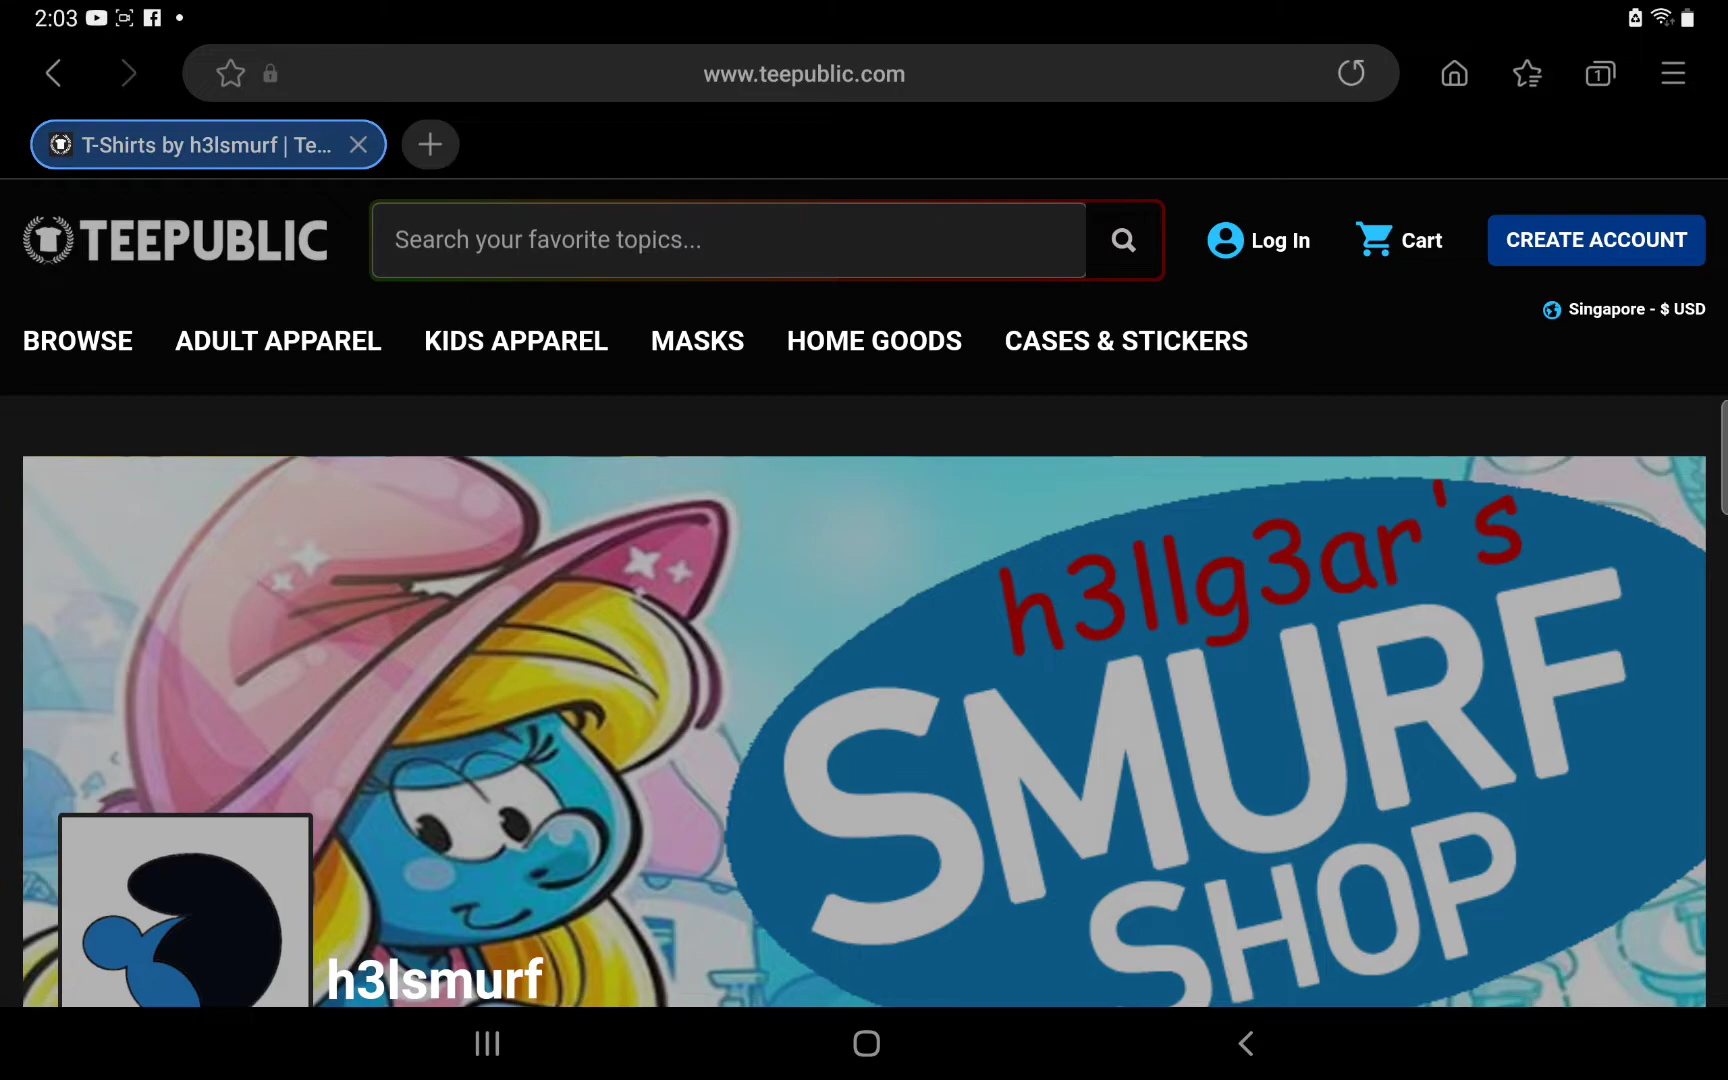 2:03
www.teepublic.com
1
T-Shirts by h3lsmurf | Te...
TEEPUBLIC
Search your favorite topics...
Log In
Cart
CREATE ACCOUNT
Singapore - $ USD
BROWSE ADULT APPAREL KIDS APPAREL MASKS HOME GOODS CASES & STICKERS
h3llg3ar's
SMURF
SHOP
h3lsmurf